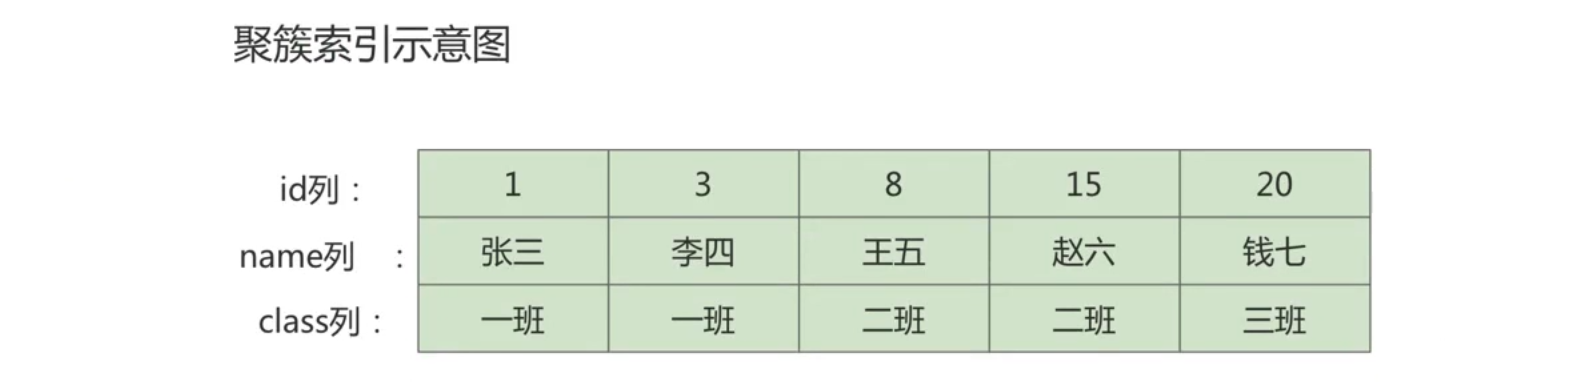 聚簇索引示意图
id列： 1 3 8 15 20
name列 ： 张三 李四 王五 赵六 钱七
class列： 一班 一班 二班 二班 三班